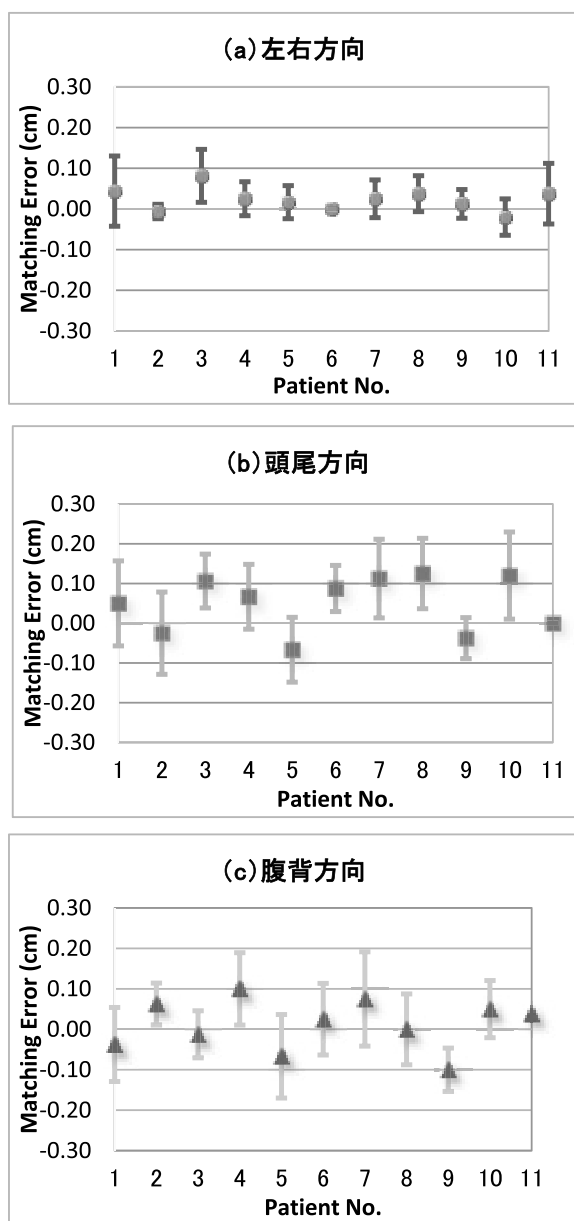 (a)左右方向
0.30
0.20
0.10
0.00
-0.10
-0.20
-0.30
Matching Error (cm)
1 2 3 4 5 6 7 8 9 10 11
Patient No.
(b)頭尾方向
0.30
0.20
0.10
0.00
-0.10
-0.20
-0.30
Matching Error (cm)
1 2 3 4 5 6 7 8 9 10 11
Patient No.
(c)腹背方向
0.30
0.20
0.10
0.00
-0.10
-0.20
-0.30
Matching Error (cm)
1 2 3 4 5 6 7 8 9 10 11
Patient No.